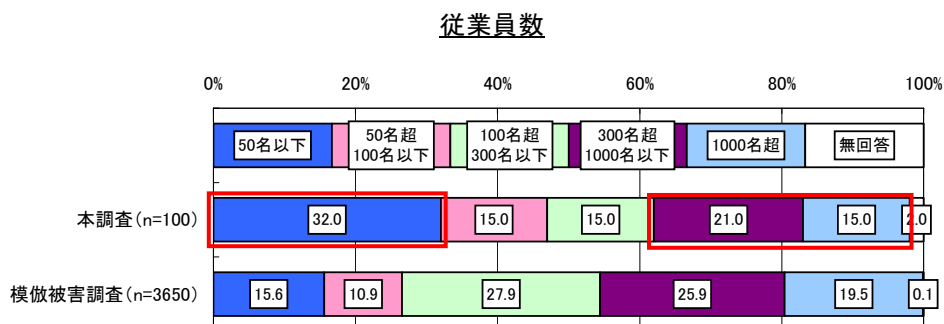 従業員数
0% 20% 40% 60% 80% 100%
50名以下 50名超 100名以下 100名超 300名以下 300名超 1000名以下 1000名超 無回答
本調査(n=100) 32.0 15.0 15.0 21.0 15.0 2.0
模倣被害調査(n=3650) 15.6 10.9 27.9 25.9 19.5 0.1